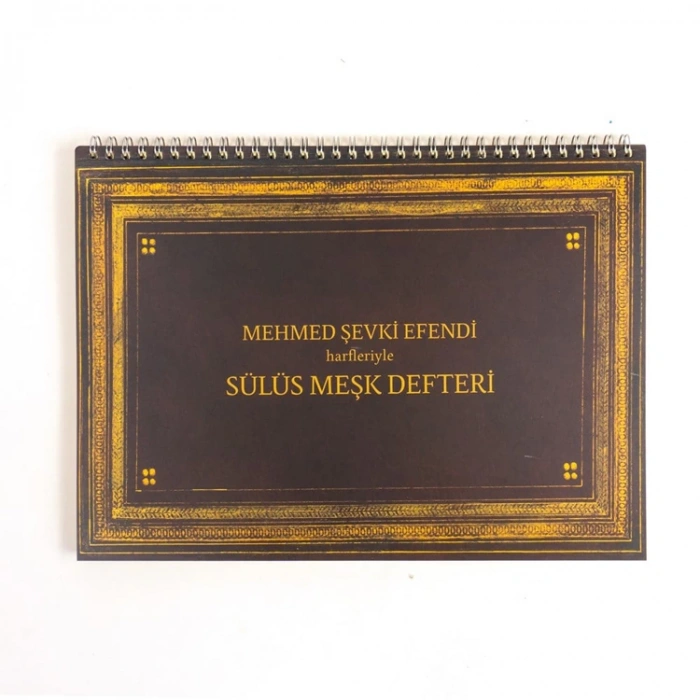 MEHMED ŞEVKİ EFENDİ
harfleriyle
SÜLÜS MEŞK DEFTERİ